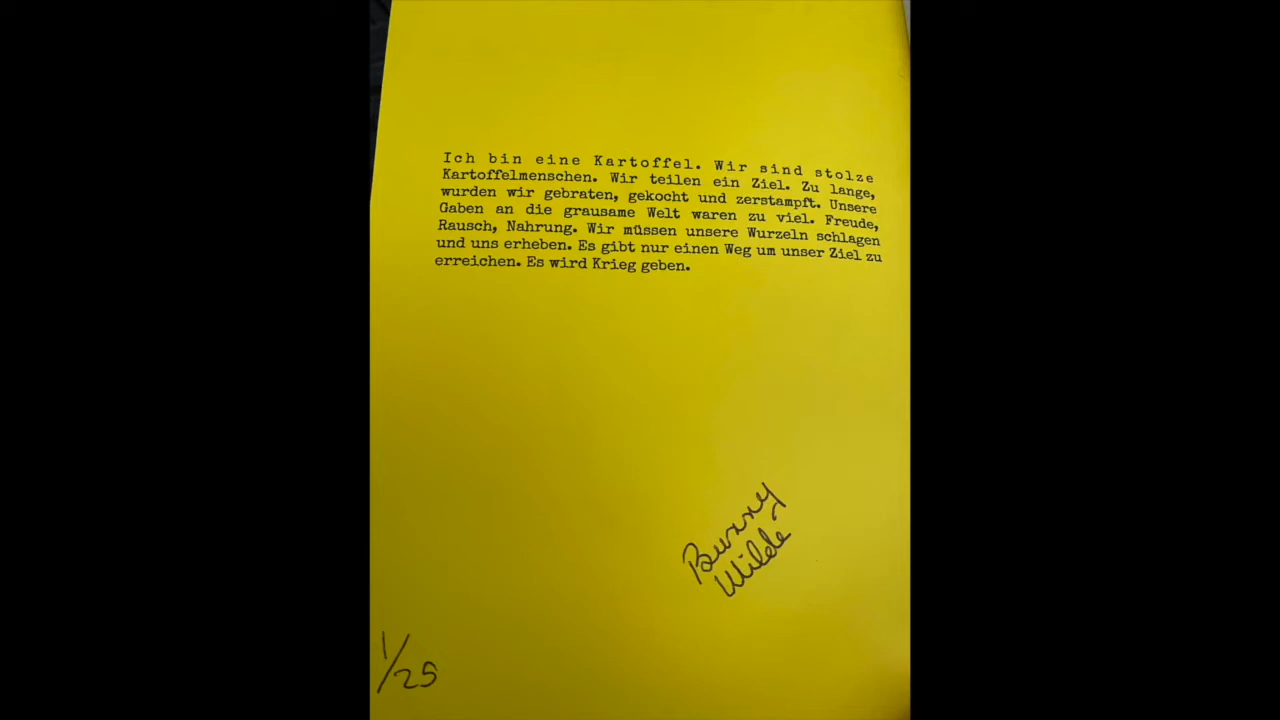 Ich bin eine Kartoffel. Wir sind stolze
Kartoffelmenschen. Wir teilen ein Ziel. Zu lange,
wurden wir gebraten, gekocht und zerstampft. Unsere
Gaben an die grausame Welt waren zu viel. Freude,
Rausch, Nahrung. Wir müssen unsere Wurzeln schlagen
und uns erheben. Es gibt nur einen Weg um unser Ziel zu
erreichen. Es wird Krieg geben.
Bunny
Wilde
1/25